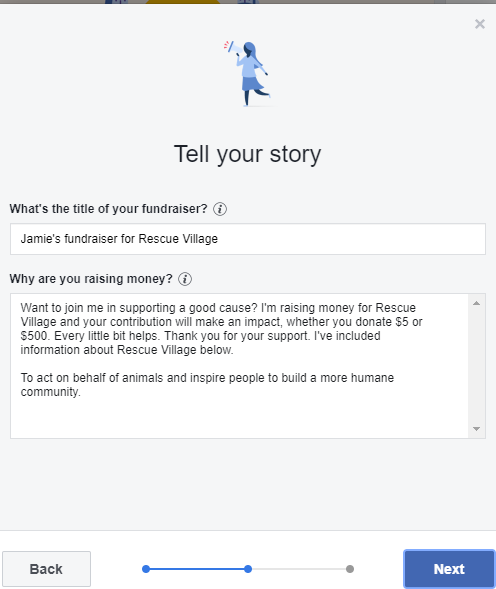 Tell your story
What's the title of your fundraiser?
Jamie's fundraiser for Rescue Village
Why are you raising money?
Want to join me in supporting a good cause? I'm raising money for Rescue
Village and your contribution will make an impact, whether you donate $5 or
$500. Every little bit helps. Thank you for your support. I've included
information about Rescue Village below.
To act on behalf of animals and inspire people to build a more humane
community.
Back
Next